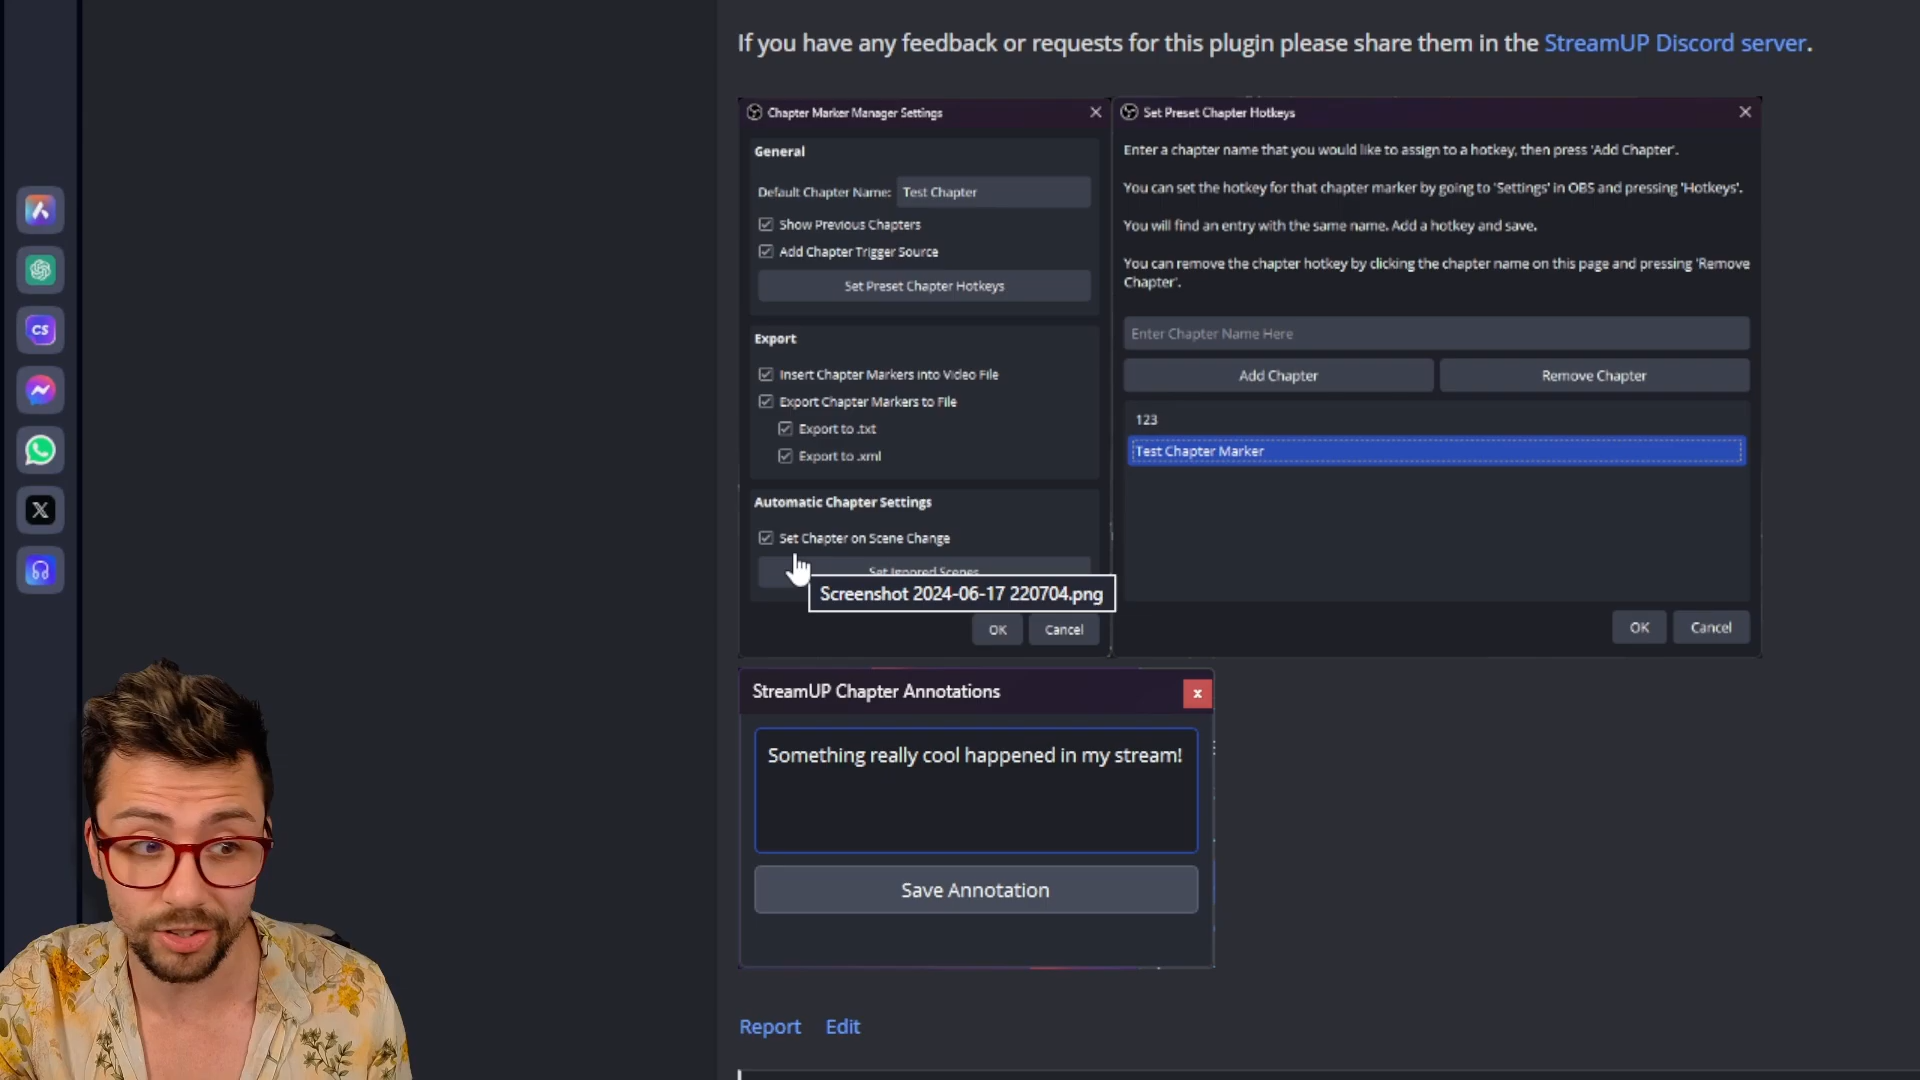 If you have any feedback or requests for this plugin please share them in the StreamUP Discord server.
Chapter Marker Manager Settings
General
Default Chapter Name: Test Chapter
Show Previous Chapters
Add Chapter Trigger Source
Set Preset Chapter Hotkeys
Export
Insert Chapter Markers into Video File
Export Chapter Markers to File
Export to .txt
Export to .xml
Automatic Chapter Settings
Set Chapter on Scene Change
Set Ignored Scenes
Screenshot 2024-06-17 220704.png
OK Cancel
Set Preset Chapter Hotkeys
Enter a chapter name that you would like to assign to a hotkey, then press 'Add Chapter'.
You can set the hotkey for that chapter marker by going to 'Settings' in OBS and pressing 'Hotkeys'.
You will find an entry with the same name. Add a hotkey and save.
You can remove the chapter hotkey by clicking the chapter name on this page and pressing 'Remove
Chapter'.
Enter Chapter Name Here
Add Chapter Remove Chapter
123
Test Chapter Marker
OK Cancel
StreamUP Chapter Annotations
x
Something really cool happened in my stream!
Save Annotation
Report Edit
CS